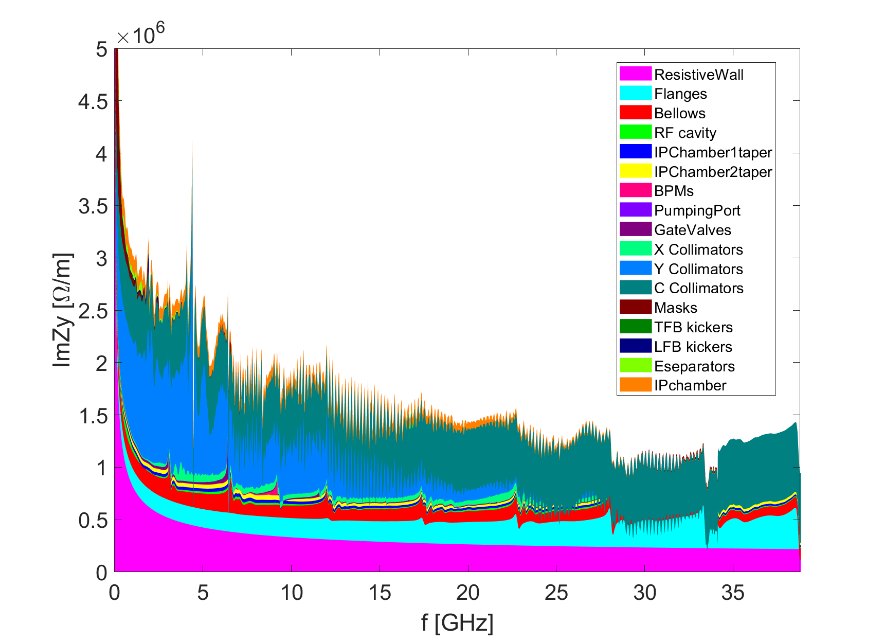 ×10⁶
5
4.5
4
3.5
3
2.5
2
1.5
1
0.5
0
ImZy [Ω/m]
0 5 10 15 20 25 30 35
f [GHz]
ResistiveWall
Flanges
Bellows
RF cavity
IPChamber1taper
IPChamber2taper
BPMs
PumpingPort
GateValves
X Collimators
Y Collimators
C Collimators
Masks
TFB kickers
LFB kickers
Eseparators
IPchamber